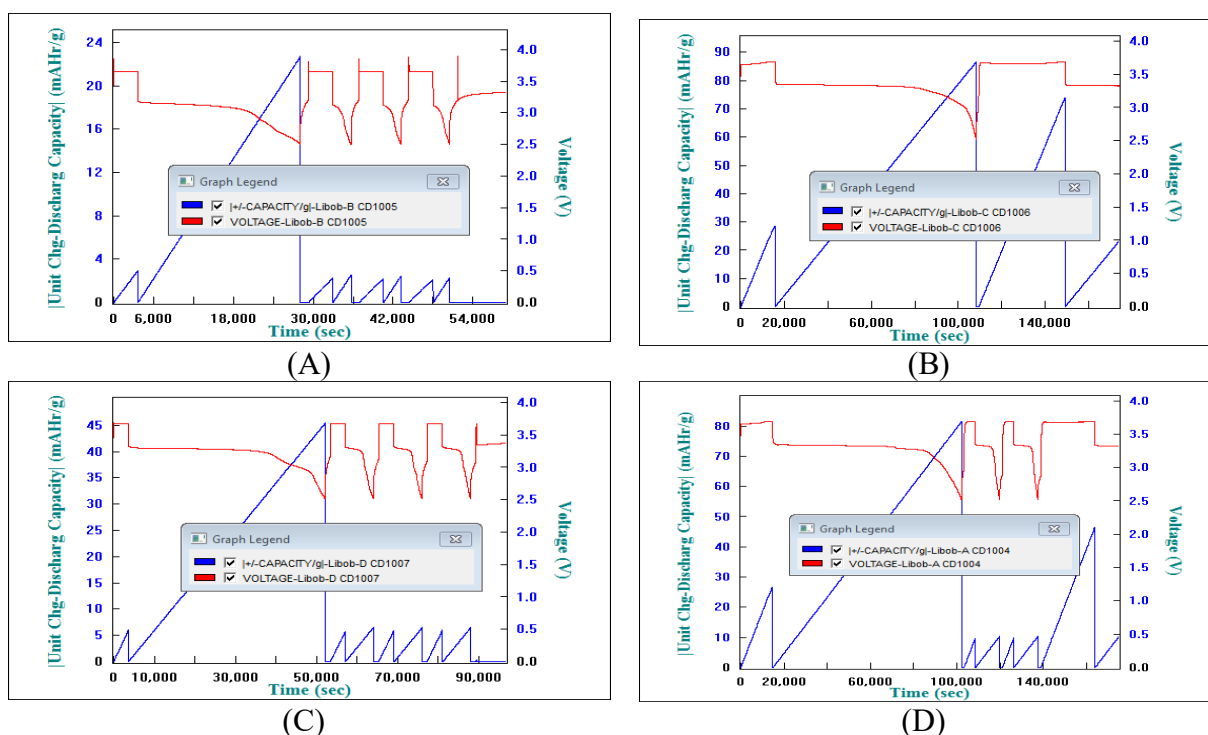 |Unit Chg-Discharg Capacity| (mAHr/g)
24
20
16
12
8
4
0
Graph Legend
|+/-CAPACITY/g|-Libob-B CD1005
VOLTAGE-Libob-B CD1005
4.0
3.5
3.0
2.5
2.0
1.5
1.0
0.5
0.0
Voltage (V)
0 6,000 18,000 30,000 42,000 54,000
Time (sec)
(A)
|Unit Chg-Discharg Capacity| (mAHr/g)
90
80
70
60
50
40
30
20
10
0
Graph Legend
|+/-CAPACITY/g|-Libob-C CD1006
VOLTAGE-Libob-C CD1006
4.0
3.5
3.0
2.5
2.0
1.5
1.0
0.5
0.0
Voltage (V)
0 20,000 60,000 100,000 140,000
Time (sec)
(B)
|Unit Chg-Discharg Capacity| (mAHr/g)
45
40
35
30
25
20
15
10
5
0
Graph Legend
|+/-CAPACITY/g|-Libob-D CD1007
VOLTAGE-Libob-D CD1007
4.0
3.5
3.0
2.5
2.0
1.5
1.0
0.5
0.0
Voltage (V)
0 10,000 30,000 50,000 70,000 90,000
Time (sec)
(C)
|Unit Chg-Discharg Capacity| (mAHr/g)
80
70
60
50
40
30
20
10
0
Graph Legend
|+/-CAPACITY/g|-Libob-A CD1004
VOLTAGE-Libob-A CD1004
4.0
3.5
3.0
2.5
2.0
1.5
1.0
0.5
0.0
Voltage (V)
0 20,000 60,000 100,000 140,000
Time (sec)
(D)